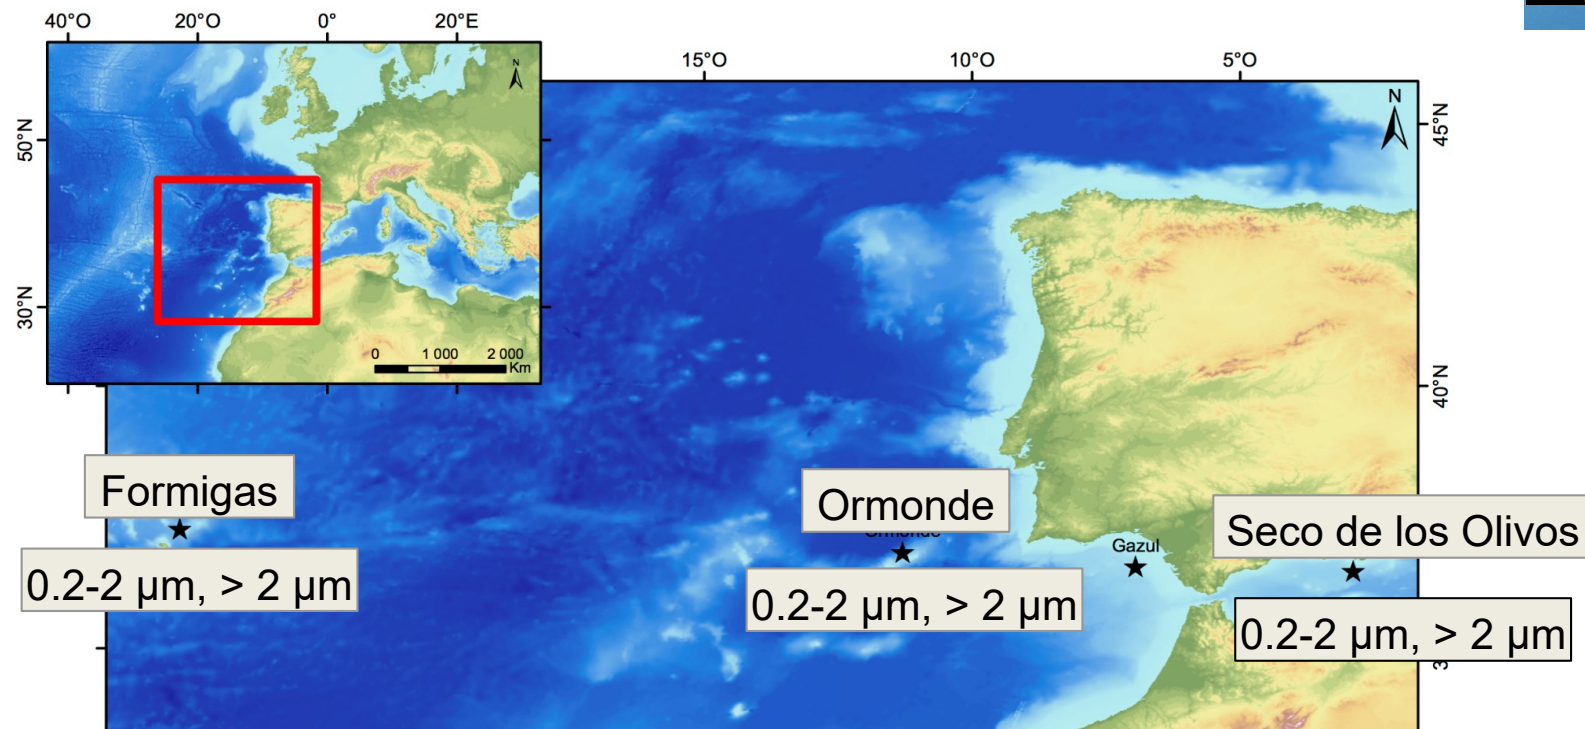 40°O 20°O 0° 20°E
15°O 10°O 5°O
N
N
50°N
45°N
30°N
0 1 000 2 000
Km
40°N
Formigas
Ormonde
Seco de los Olivos
Ormonde
Gazul
0.2-2 µm, > 2 µm
0.2-2 µm, > 2 µm
0.2-2 µm, > 2 µm